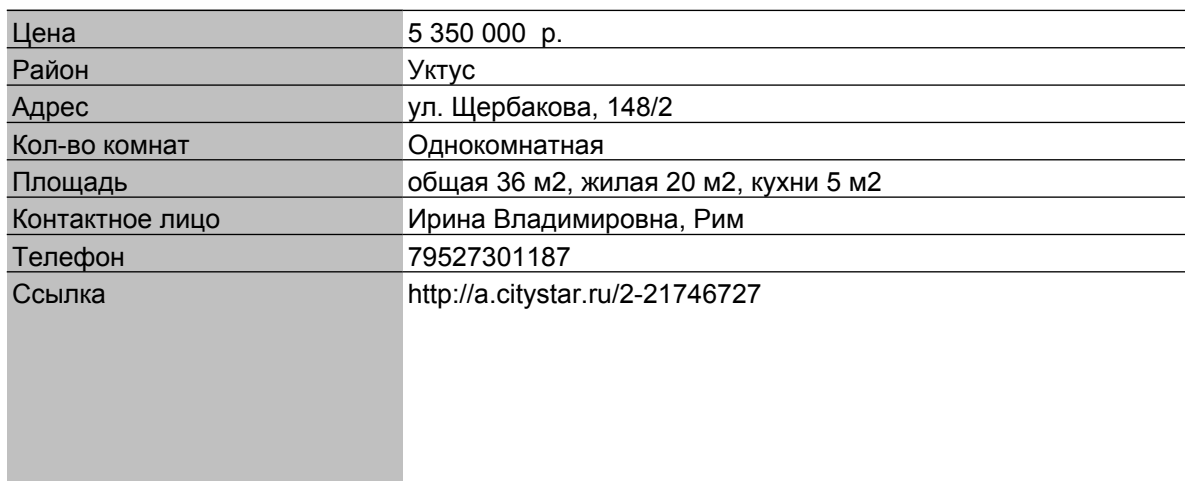 Цена 5 350 000 р.
Район Уктус
Адрес ул. Щербакова, 148/2
Кол-во комнат Однокомнатная
Площадь общая 36 м2, жилая 20 м2, кухни 5 м2
Контактное лицо Ирина Владимировна, Рим
Телефон 79527301187
Ссылка http://a.citystar.ru/2-21746727